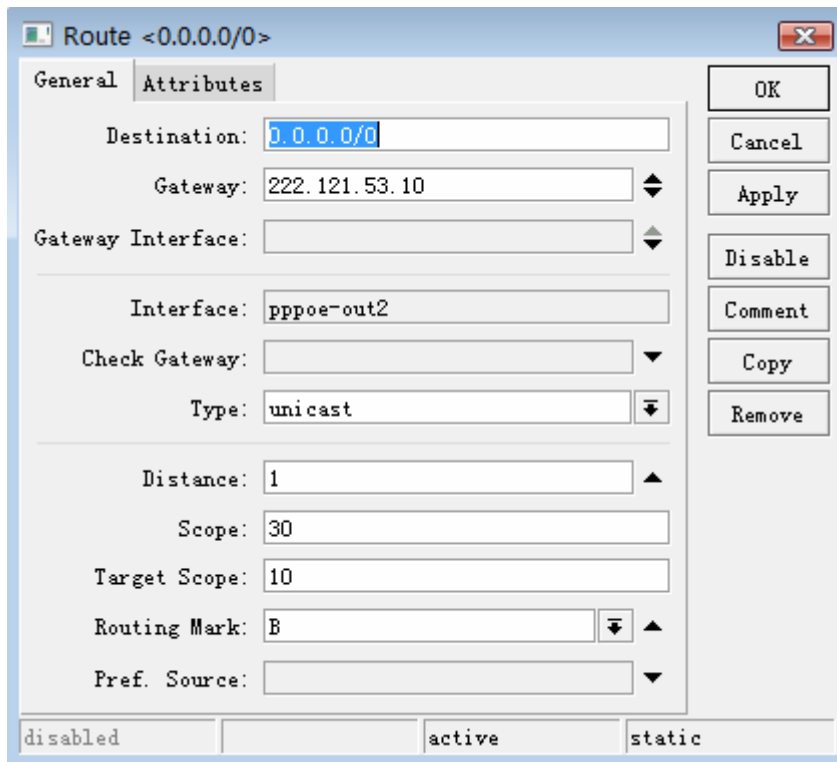 Route <0.0.0.0/0>
General Attributes
OK
Destination: 0.0.0.0/0
Cancel
Gateway: 222.121.53.10
Apply
Gateway Interface:
Disable
Interface: pppoe-out2
Comment
Check Gateway:
Copy
Type: unicast
Remove
Distance: 1
Scope: 30
Target Scope: 10
Routing Mark: B
Pref. Source:
disabled active static